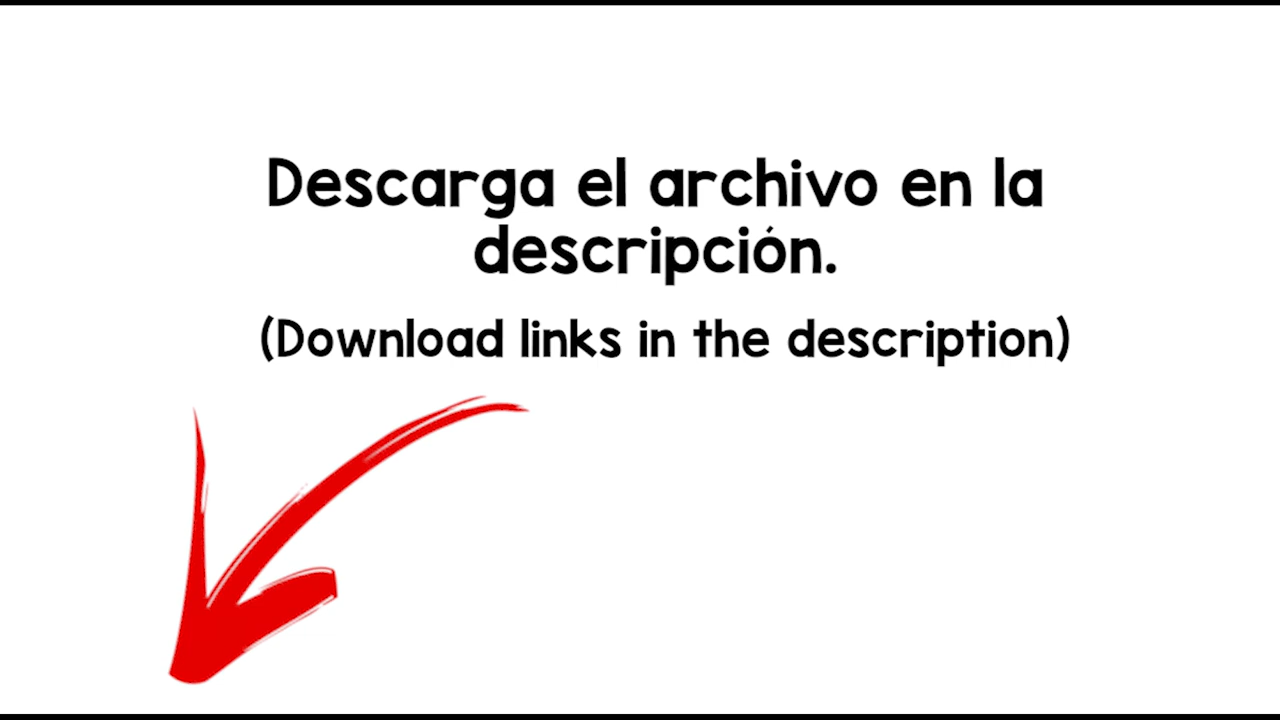 Descarga el archivo en la
descripción.
(Download links in the description)